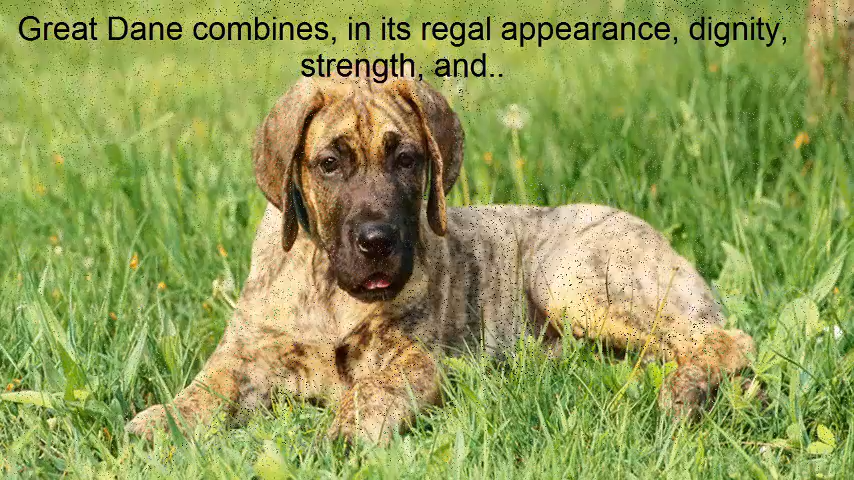 Great Dane combines, in its regal appearance, dignity,
strength, and..